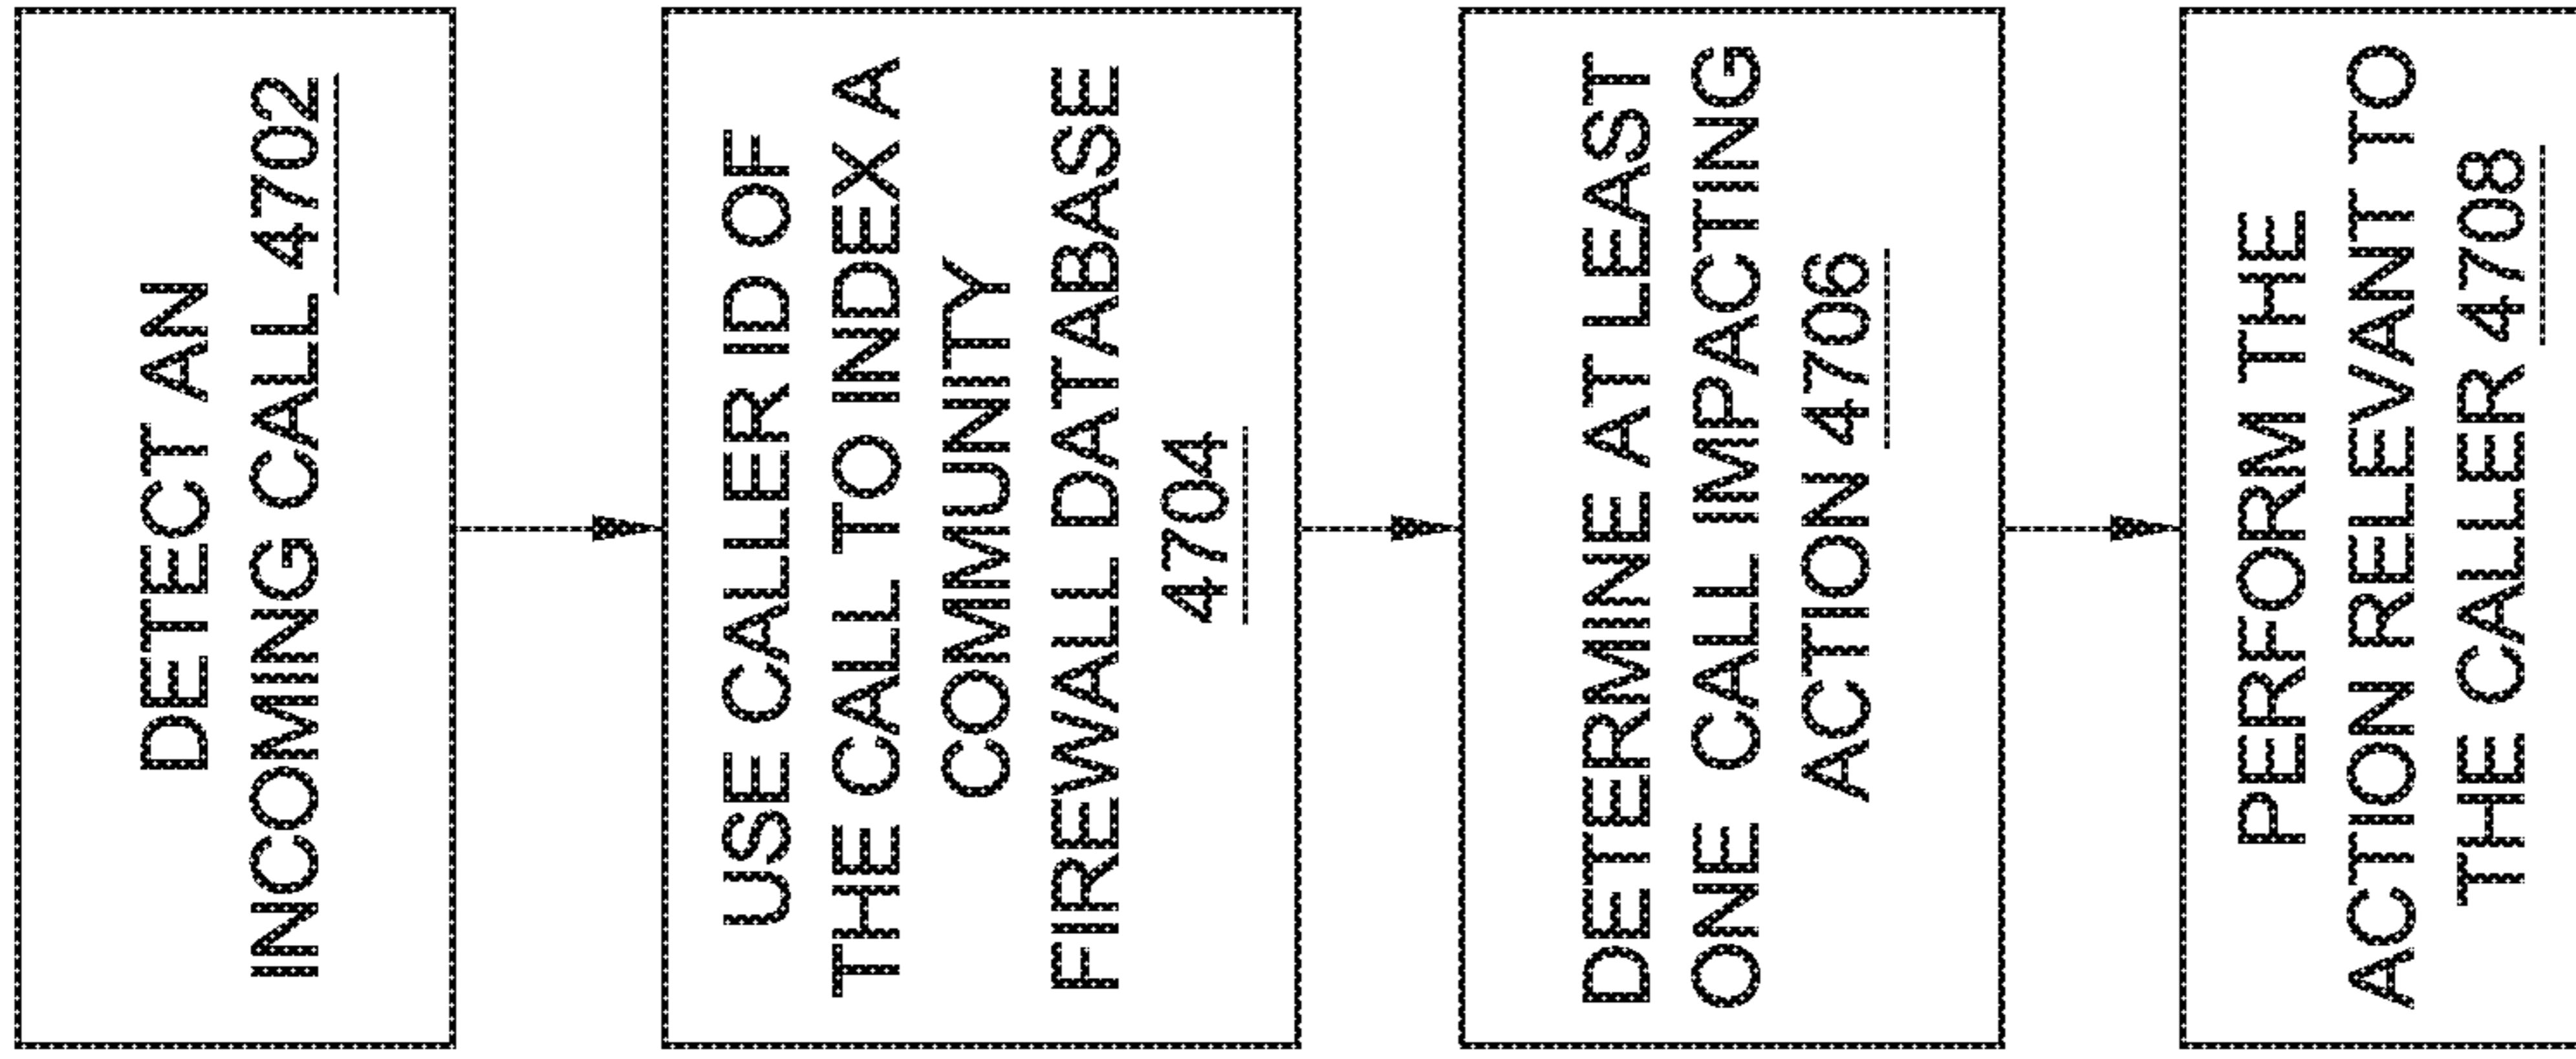 DETECT AN
INCOMING CALL 4702
USE CALLER ID OF
THE CALL TO INDEX A
COMMUNITY
FIREWALL DATABASE
4704
DETERMINE AT LEAST
ONE CALL IMPACTING
ACTION 4706
PERFORM THE
ACTION RELEVANT TO
THE CALLER 4708